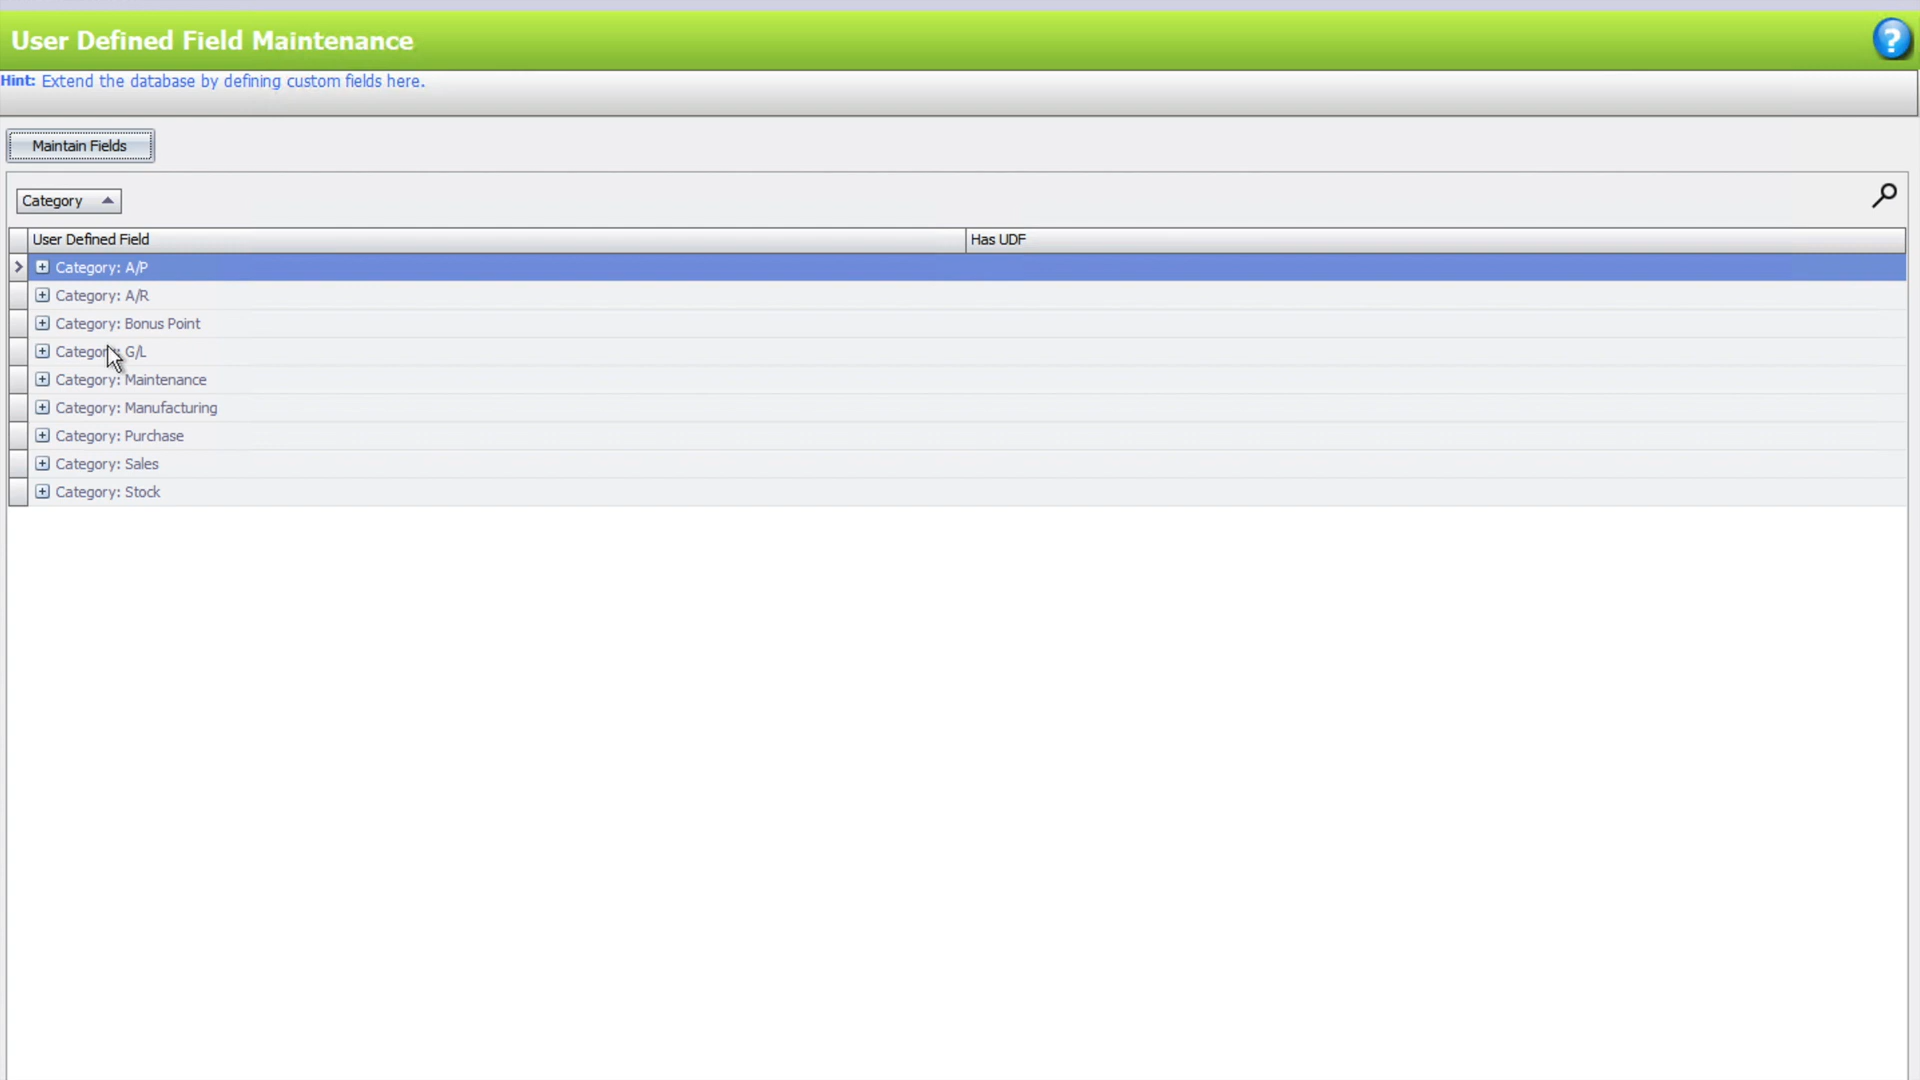 User Defined Field Maintenance
?
Hint: Extend the database by defining custom fields here.
Maintain Fields
Category
User Defined Field Has UDF
Category: A/P
Category: A/R
Category: Bonus Point
Category: G/L
Category: Maintenance
Category: Manufacturing
Category: Purchase
Category: Sales
Category: Stock